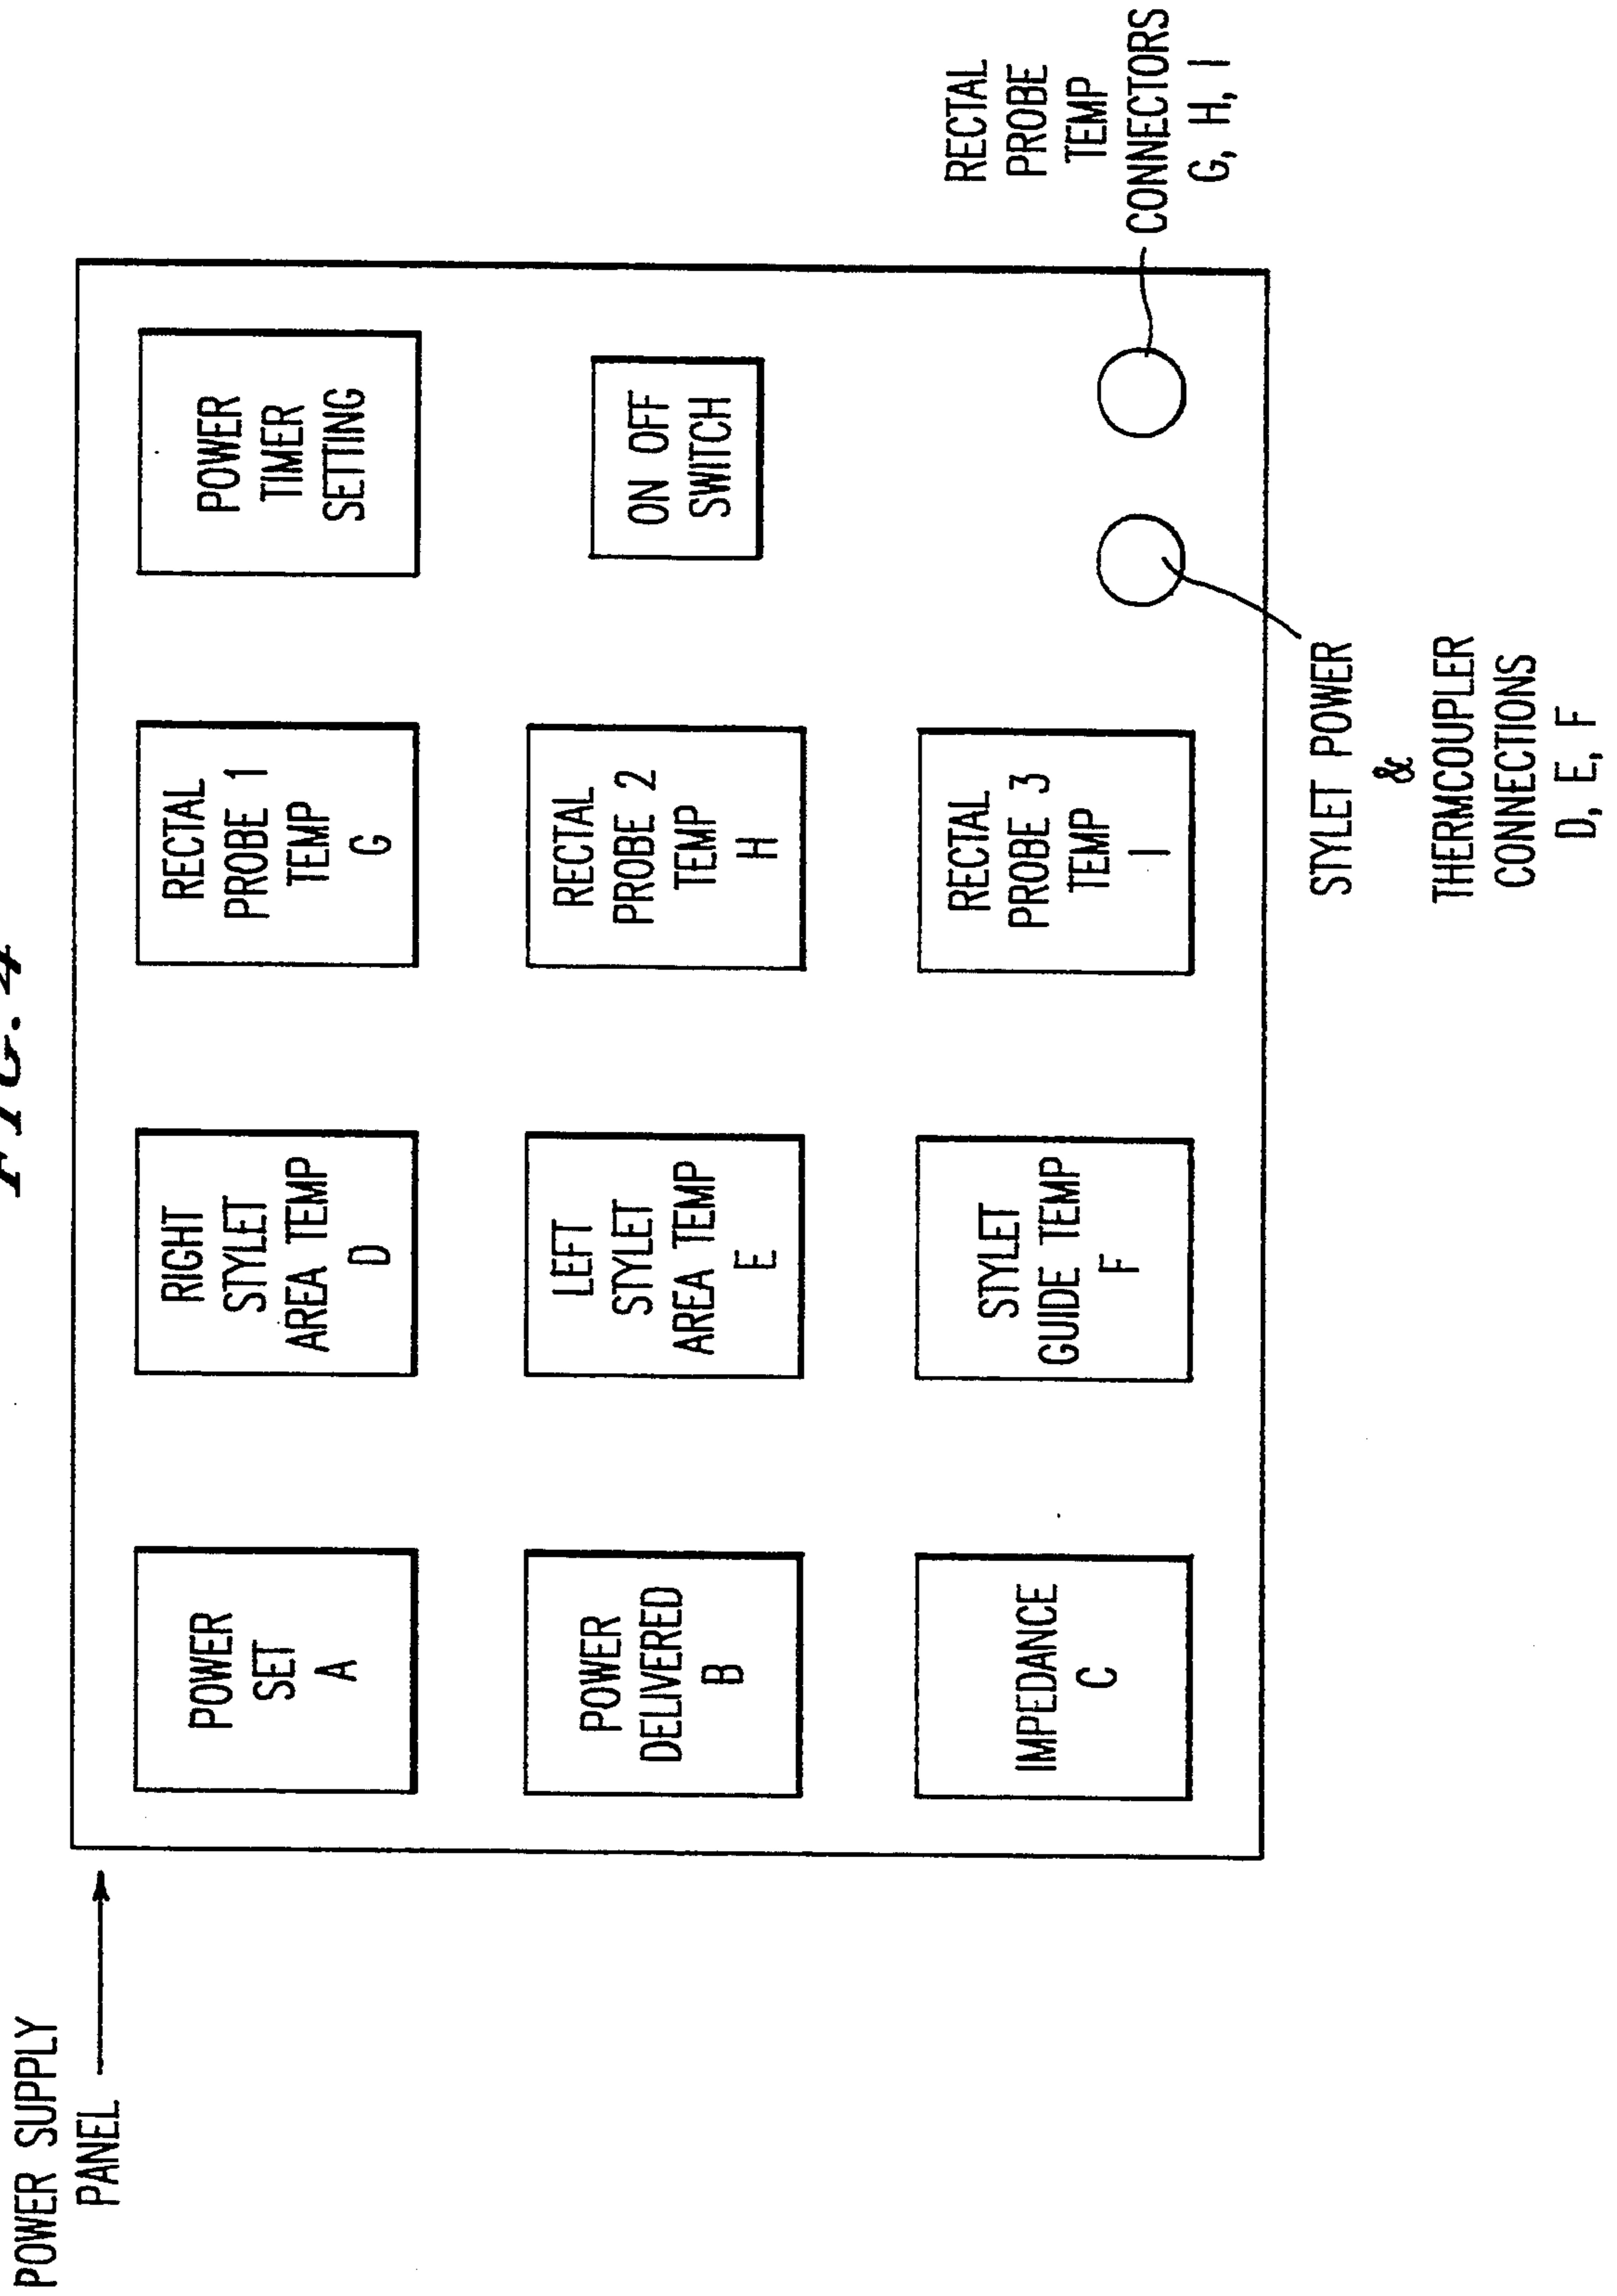 FIG. 4
POWER SUPPLY
PANEL
POWER
SET
A
RIGHT
STYLET
AREA TEMP
D
RECTAL
PROBE 1
TEMP
G
POWER
TIMER
SETTING
POWER
DELIVERED
B
LEFT
STYLET
AREA TEMP
E
RECTAL
PROBE 2
TEMP
H
ON OFF
SWITCH
IMPEDANCE
C
STYLET
GUIDE TEMP
F
RECTAL
PROBE 3
TEMP
I
RECTAL
PROBE
TEMP
CONNECTORS
G, H, I
STYLET POWER
&
THERMCOUPLER
CONNECTIONS
D, E, F